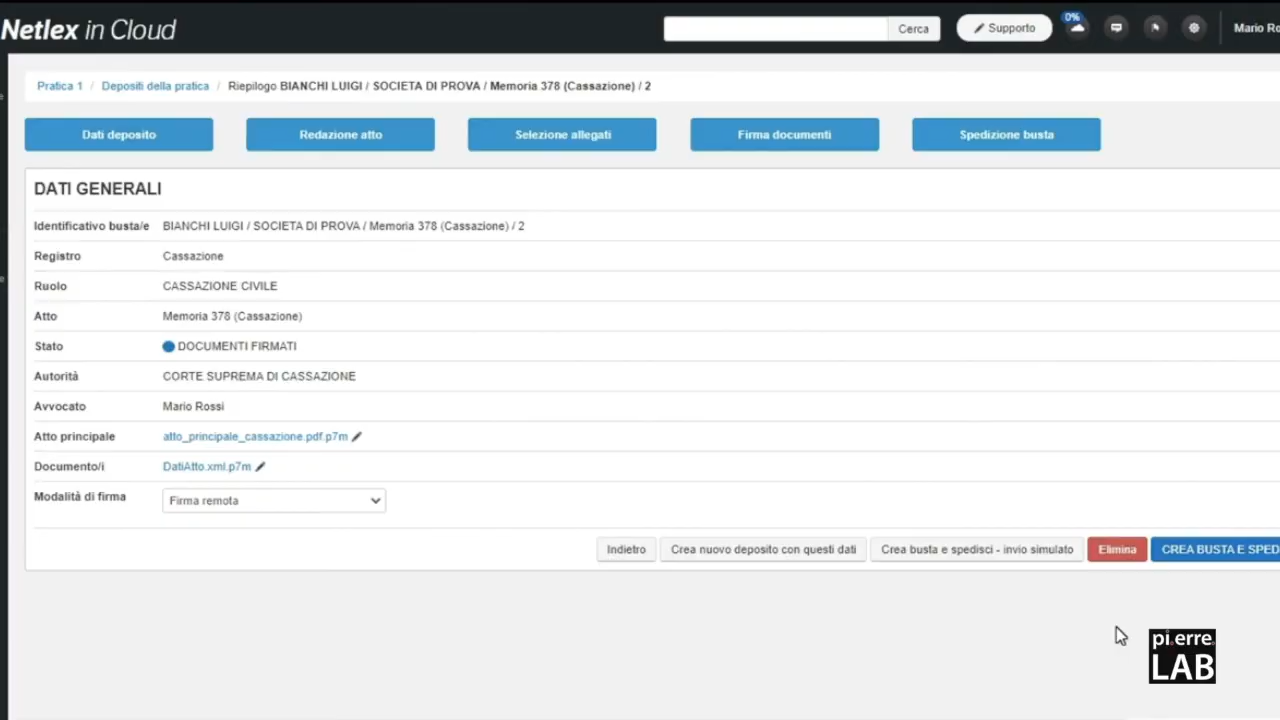 Netlex in Cloud
Cerca
Supporto
0%
Mario Ro
Pratica 1 / Depositi della pratica / Riepilogo BIANCHI LUIGI / SOCIETA DI PROVA / Memoria 378 (Cassazione) / 2
Dati deposito
Redazione atto
Selezione allegati
Firma documenti
Spedizione busta
DATI GENERALI
Identificativo busta/e BIANCHI LUIGI / SOCIETA DI PROVA / Memoria 378 (Cassazione) / 2
Registro Cassazione
Ruolo CASSAZIONE CIVILE
Atto Memoria 378 (Cassazione)
Stato DOCUMENTI FIRMATI
Autorità CORTE SUPREMA DI CASSAZIONE
Avvocato Mario Rossi
Atto principale atto_principale_cassazione.pdf.p7m
Documento/i DatiAtto.xml.p7m
Modalità di firma Firma remota
Indietro
Crea nuovo deposito con questi dati
Crea busta e spedisci - invio simulato
Elimina
CREA BUSTA E SPED
pi.erre.
LAB